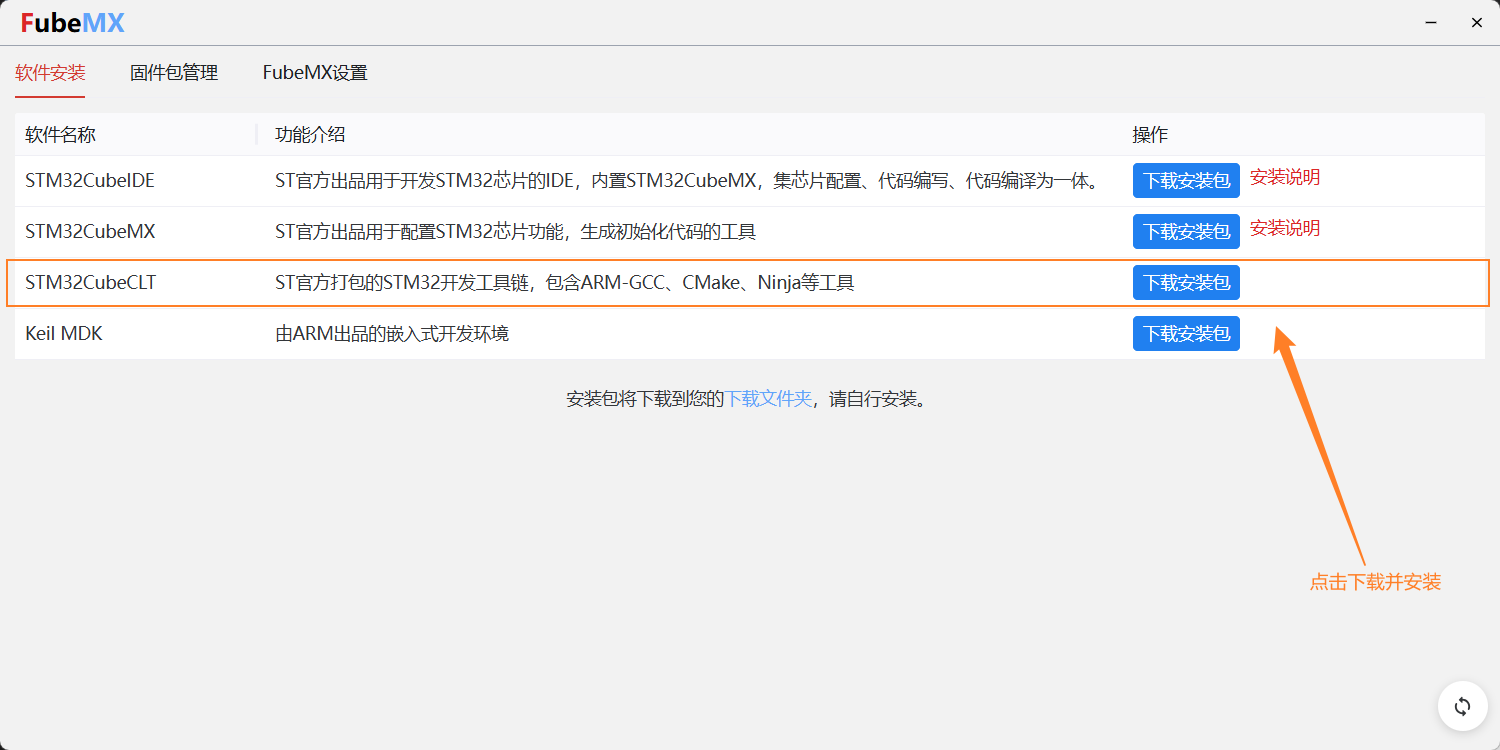 FubeMX
软件安装 固件包管理 FubeMX设置
软件名称 功能介绍 操作
STM32CubeIDE ST官方出品用于开发STM32芯片的IDE，内置STM32CubeMX，集芯片配置、代码编写、代码编译为一体。 下载安装包 安装说明
STM32CubeMX ST官方出品用于配置STM32芯片功能，生成初始化代码的工具 下载安装包 安装说明
STM32CubeCLT ST官方打包的STM32开发工具链，包含ARM-GCC、CMake、Ninja等工具 下载安装包
Keil MDK 由ARM出品的嵌入式开发环境 下载安装包
安装包将下载到您的下载文件夹，请自行安装。
点击下载并安装